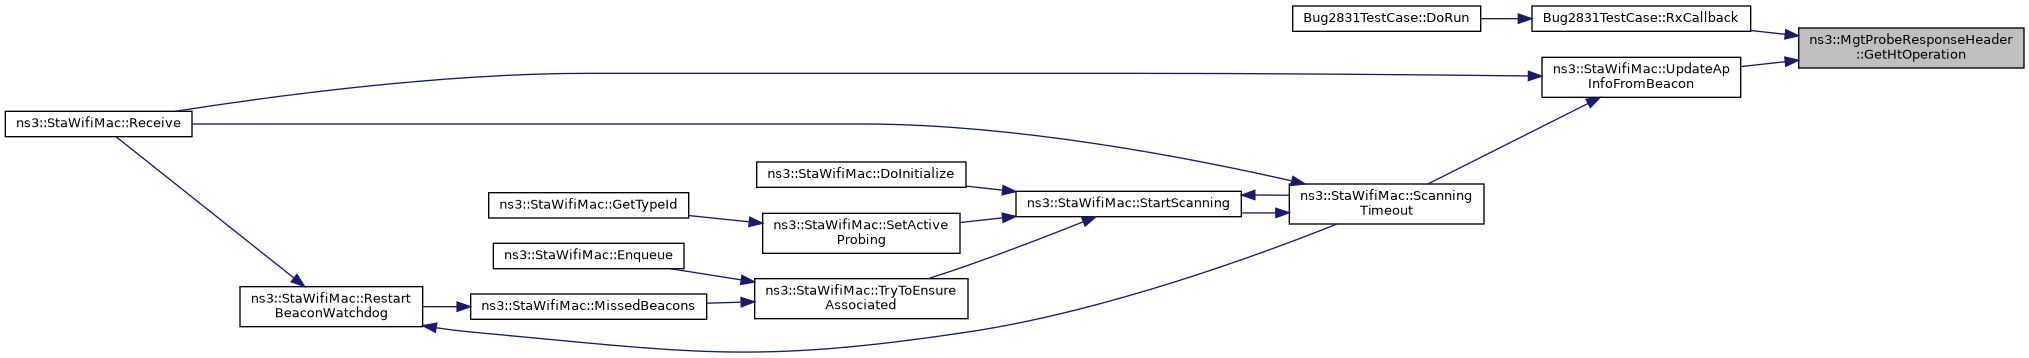 Bug2831TestCase::DoRun
Bug2831TestCase::RxCallback
ns3::MgtProbeResponseHeader
::GetHtOperation
ns3::StaWifiMac::UpdateAp
InfoFromBeacon
ns3::StaWifiMac::Receive
ns3::StaWifiMac::DoInitialize
ns3::StaWifiMac::GetTypeId
ns3::StaWifiMac::StartScanning
ns3::StaWifiMac::Scanning
Timeout
ns3::StaWifiMac::SetActive
Probing
ns3::StaWifiMac::Enqueue
ns3::StaWifiMac::TryToEnsure
Associated
ns3::StaWifiMac::Restart
BeaconWatchdog
ns3::StaWifiMac::MissedBeacons